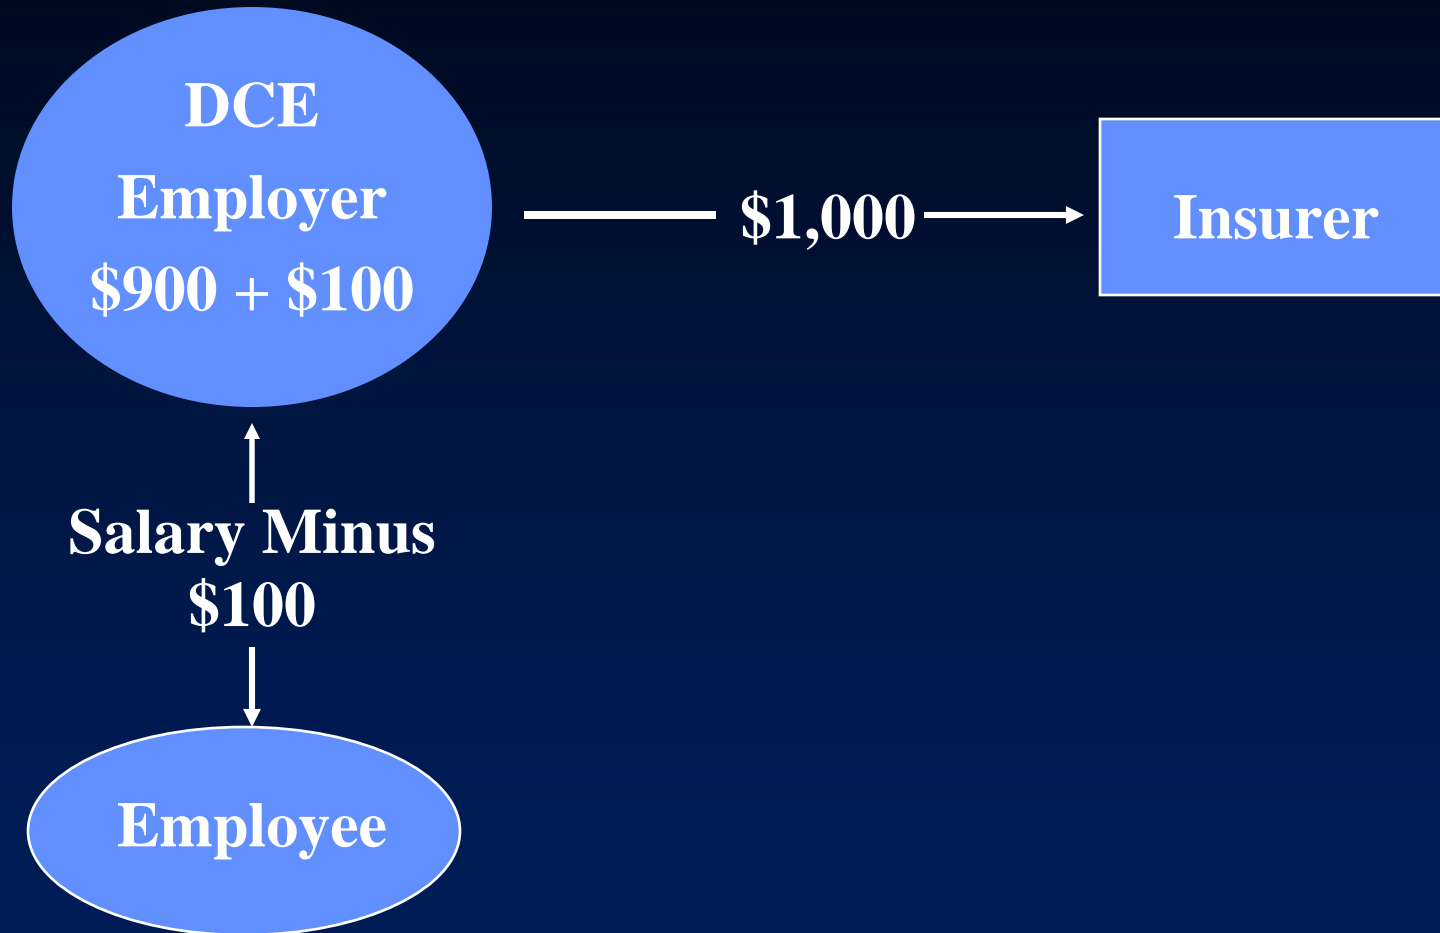 DCE
Employer
$900 + $100
$1,000
Insurer
Salary Minus
$100
Employee